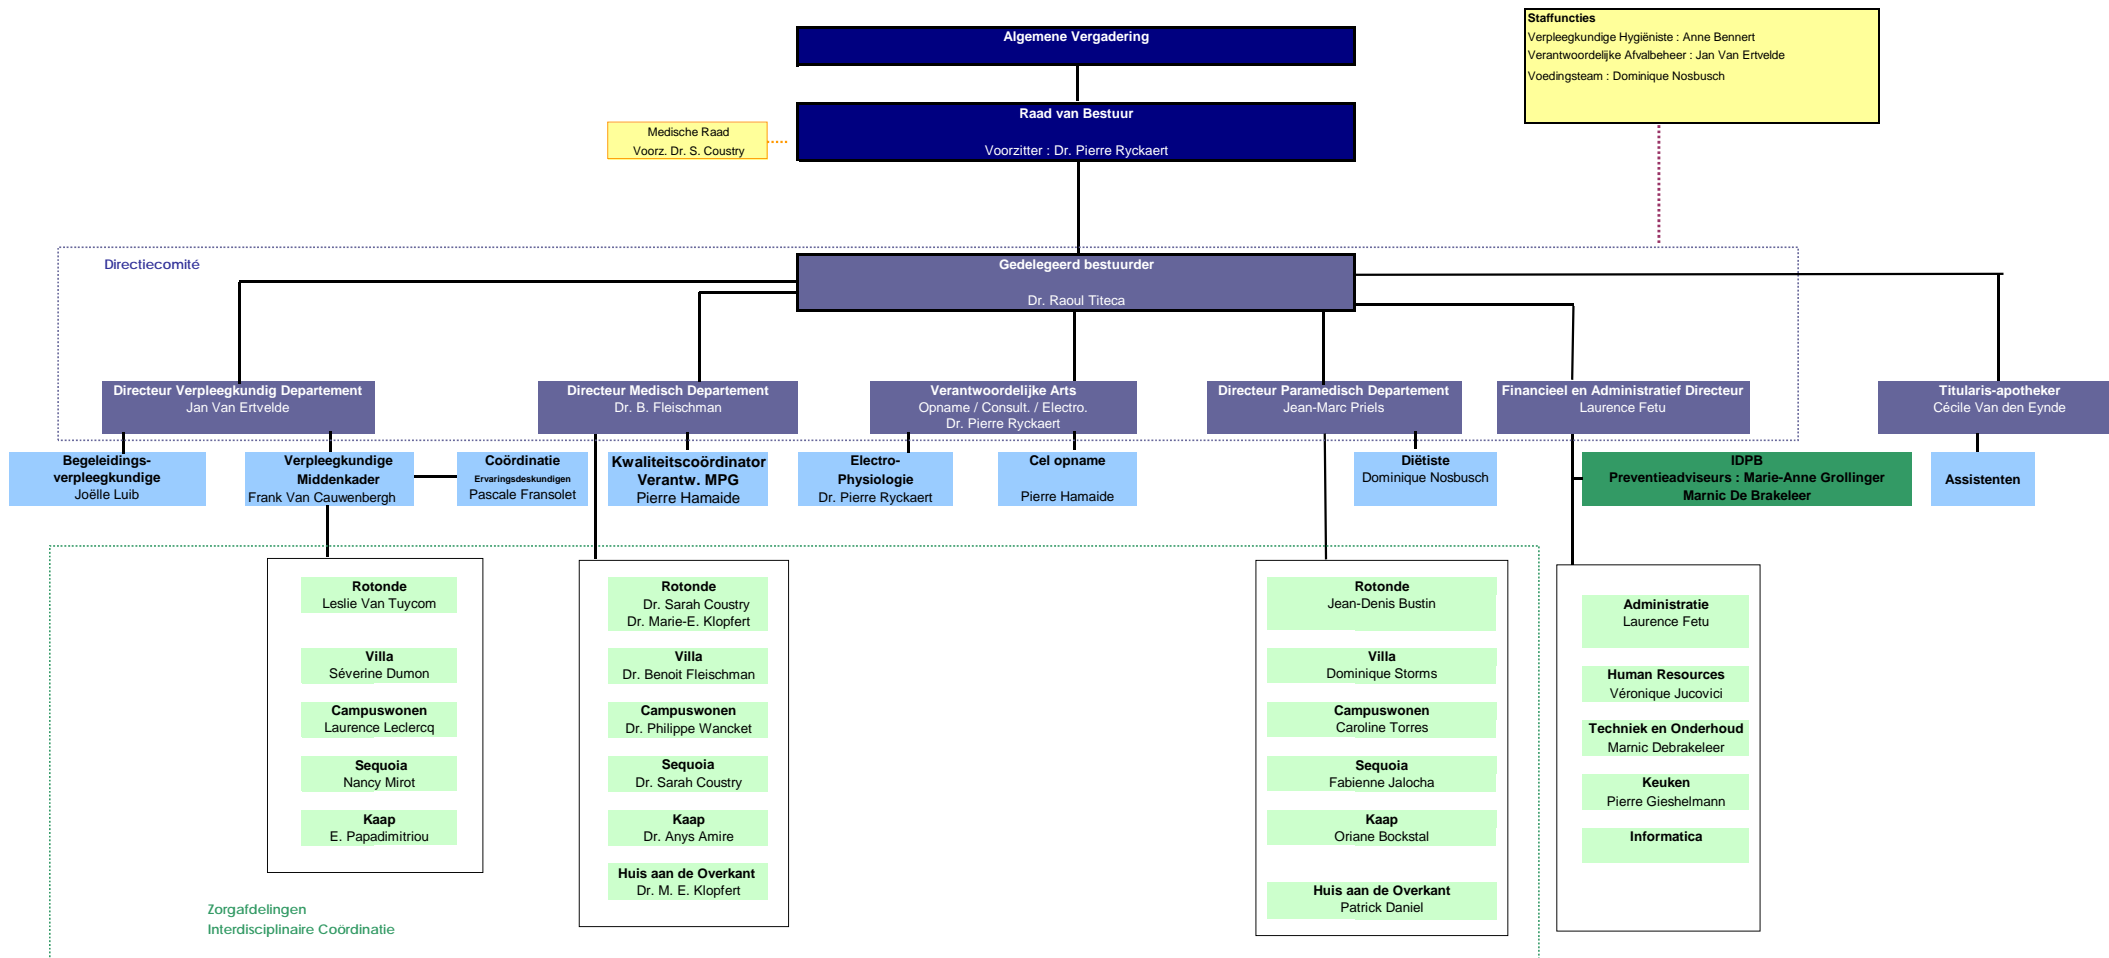 Staffuncties
Verpleegkundige Hygiëniste : Anne Bennert
Verantwoordelijke Afvalbeheer : Jan Van Ertvelde
Voedingsteam : Dominique Nosbusch
Algemene Vergadering
Raad van Bestuur
Voorzitter : Dr. Pierre Ryckaert
Medische Raad
Voorz. Dr. S. Coustry
Directiecomité
Gedelegeerd bestuurder
Dr. Raoul Titeca
Directeur Verpleegkundig Departement
Jan Van Ertvelde
Directeur Medisch Departement
Dr. B. Fleischman
Verantwoordelijke Arts
Opname / Consult. / Electro.
Dr. Pierre Ryckaert
Directeur Paramedisch Departement
Jean-Marc Priels
Financieel en Administratief Directeur
Laurence Fetu
Titularis-apotheker
Cécile Van den Eynde
Begeleidings-
verpleegkundige
Joëlle Luib
Verpleegkundige
Middenkader
Frank Van Cauwenbergh
Coördinatie
Ervaringsdeskundigen
Pascale Fransolet
Kwaliteitscoördinator
Verantw. MPG
Pierre Hamaide
Electro-
Physiologie
Dr. Pierre Ryckaert
Cel opname
Pierre Hamaide
Diëtiste
Dominique Nosbusch
IDPB
Preventieadviseurs : Marie-Anne Grollinger
Marnic De Brakeleer
Assistenten
Rotonde
Leslie Van Tuycom
Villa
Séverine Dumon
Campuswonen
Laurence Leclercq
Sequoia
Nancy Mirot
Kaap
E. Papadimitriou
Rotonde
Dr. Sarah Coustry
Dr. Marie-E. Klopfert
Villa
Dr. Benoit Fleischman
Campuswonen
Dr. Philippe Wancket
Sequoia
Dr. Sarah Coustry
Kaap
Dr. Anys Amire
Huis aan de Overkant
Dr. M. E. Klopfert
Rotonde
Jean-Denis Bustin
Villa
Dominique Storms
Campuswonen
Caroline Torres
Sequoia
Fabienne Jalocha
Kaap
Oriane Bockstal
Huis aan de Overkant
Patrick Daniel
Administratie
Laurence Fetu
Human Resources
Véronique Jucovici
Techniek en Onderhoud
Marnic Debrakeleer
Keuken
Pierre Gieshelmann
Informatica
Zorgafdelingen
Interdisciplinaire Coördinatie